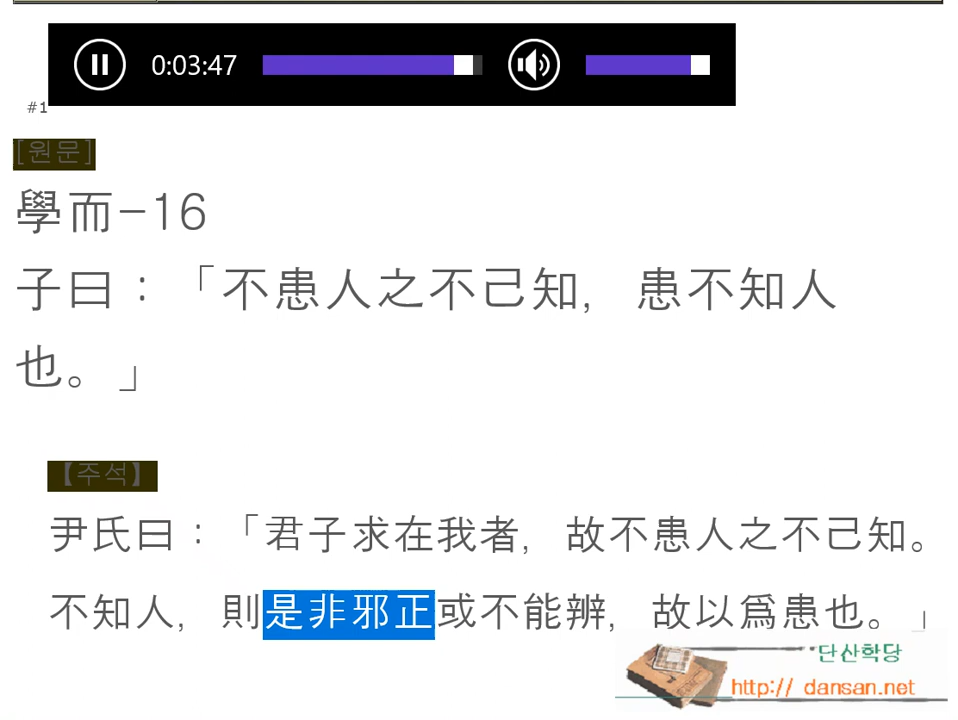 0:03:47
#1
[원문]
學而-16
子曰：「不患人之不己知, 患不知人
也。」
【주석】
尹氏曰：「君子求在我者, 故不患人之不己知。
不知人, 則是非邪正或不能辨, 故以爲患也。」
단산학당
http:// dansan.net